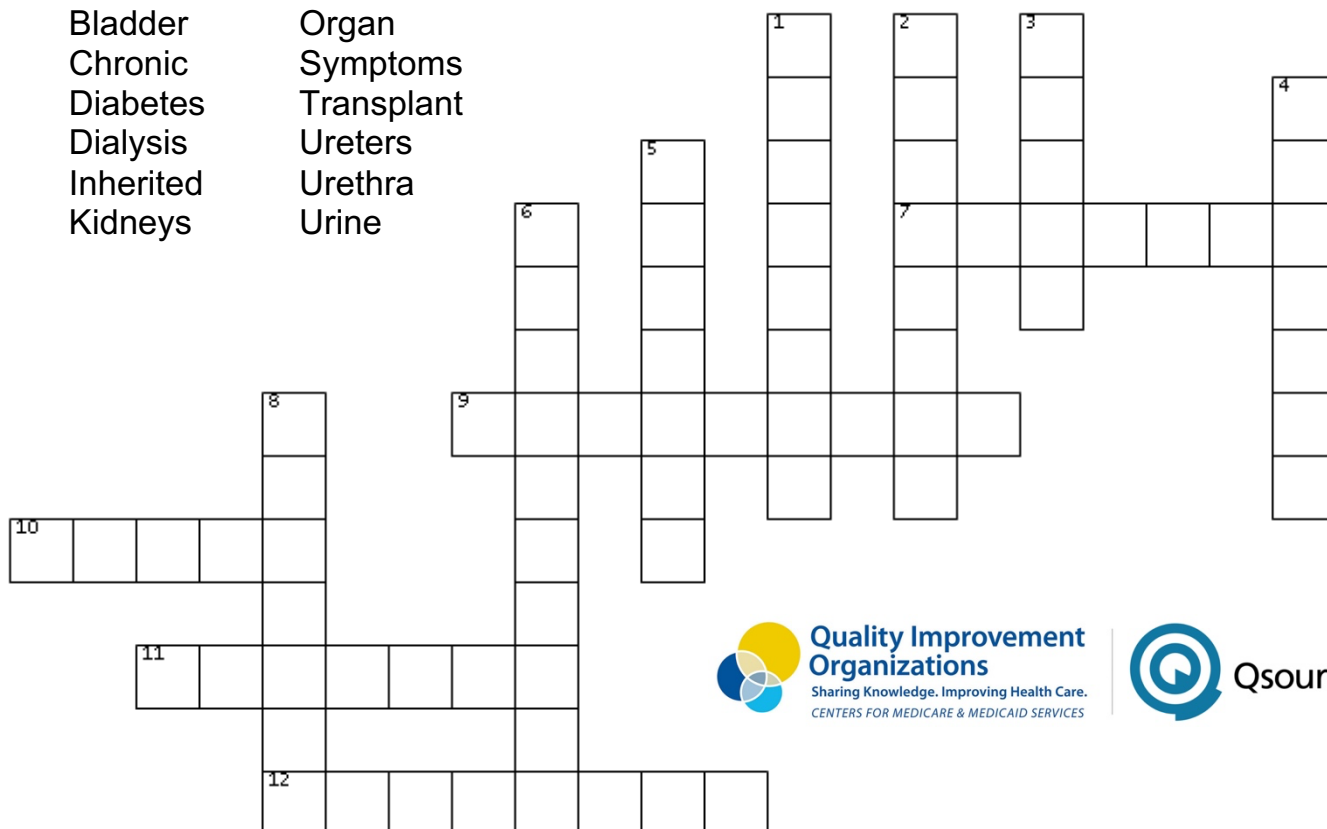 Bladder Organ
Chronic Symptoms
Diabetes Transplant
Dialysis Ureters
Inherited Urethra
Kidneys Urine
1 2 3
4
5
6 7
8 9
10
11
12
Quality Improvement
Organizations
Sharing Knowledge. Improving Health Care.
CENTERS FOR MEDICARE & MEDICAID SERVICES
Qsour